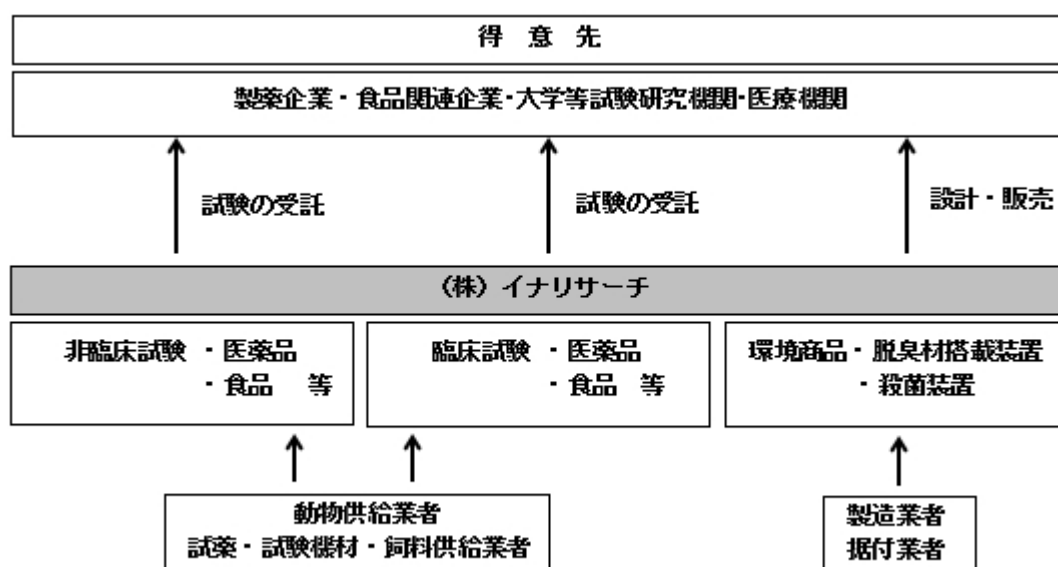 得 意 先
製薬企業・食品関連企業・大学等試験研究機関・医療機関
試験の受託
試験の受託
設計・販売
(株)イナリサーチ
非臨床試験 ・医薬品
・食品 等
臨床試験 ・医薬品
・食品 等
環境商品・脱臭材搭載装置
・殺菌装置
動物供給業者
試薬・試験機材・飼料供給業者
製造業者
据付業者